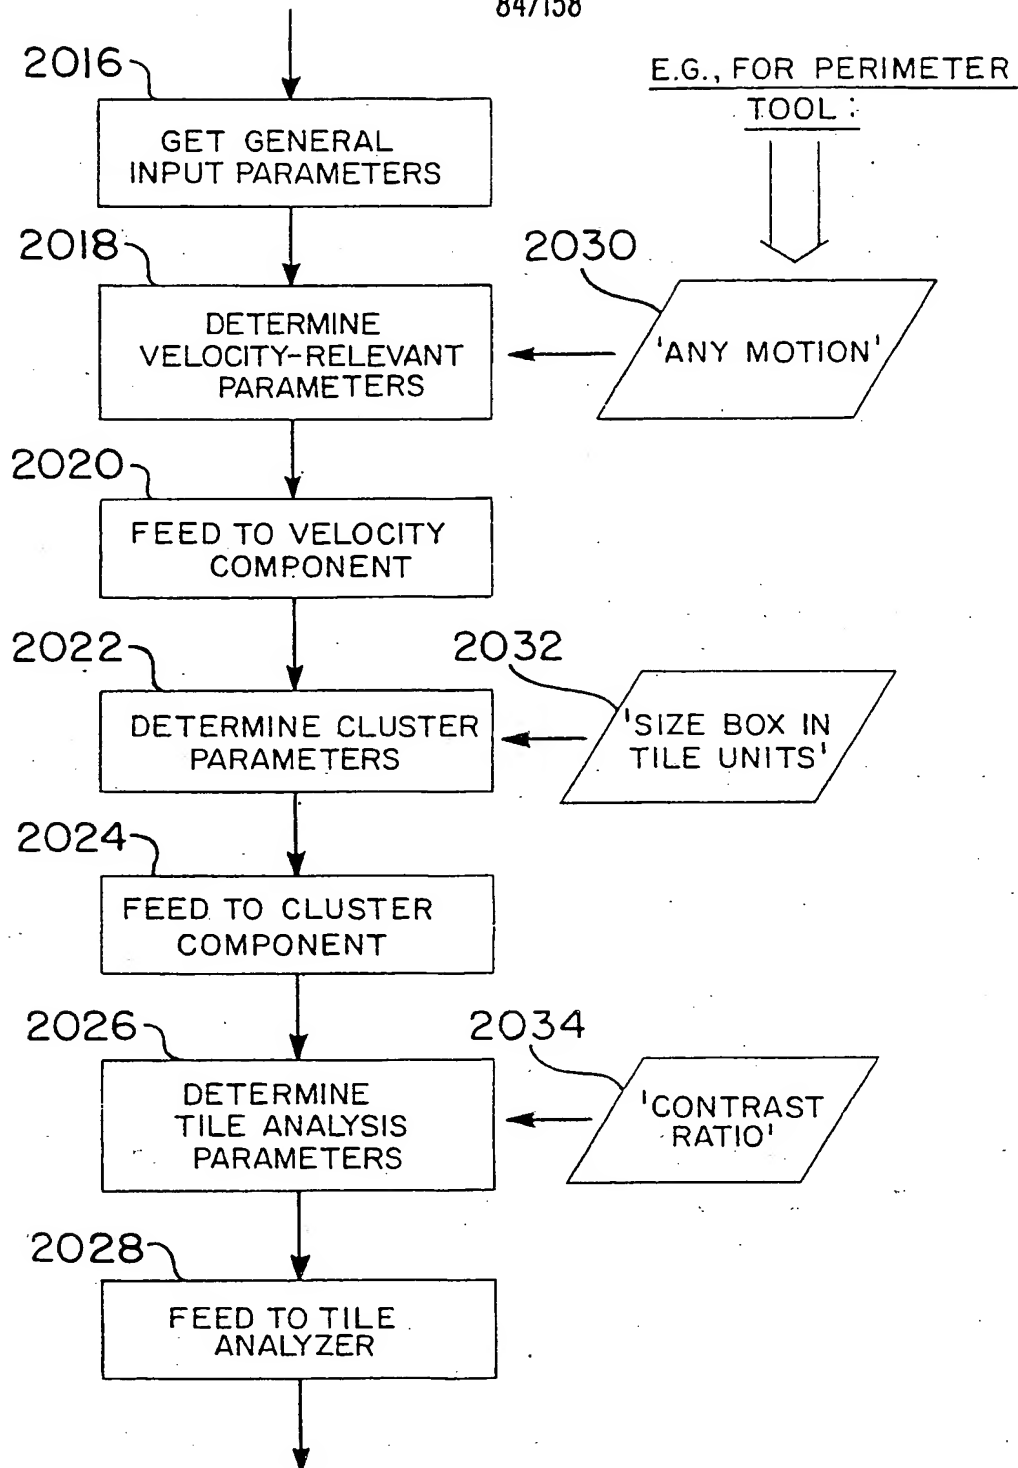 84/158
E.G., FOR PERIMETER
TOOL:
2016
GET GENERAL
INPUT PARAMETERS
2018
DETERMINE
VELOCITY-RELEVANT
PARAMETERS
2030
'ANY MOTION'
2020
FEED TO VELOCITY
COMPONENT
2022
DETERMINE CLUSTER
PARAMETERS
2032
'SIZE BOX IN
TILE UNITS'
2024
FEED TO CLUSTER
COMPONENT
2026
DETERMINE
TILE ANALYSIS
PARAMETERS
2034
'CONTRAST
RATIO'
2028
FEED TO TILE
ANALYZER